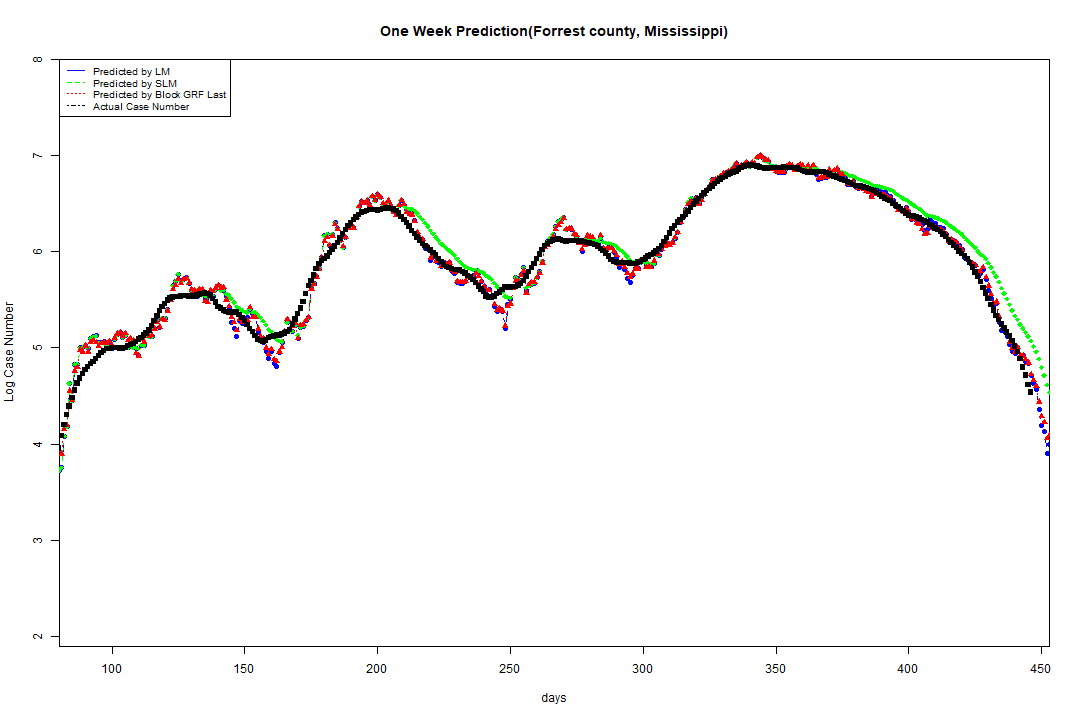 One Week Prediction(Forrest county, Mississippi)
Predicted by LM
Predicted by SLM
Predicted by Block GRF Last
Actual Case Number
8
7
6
5
4
3
2
Log Case Number
100 150 200 250 300 350 400 450
days